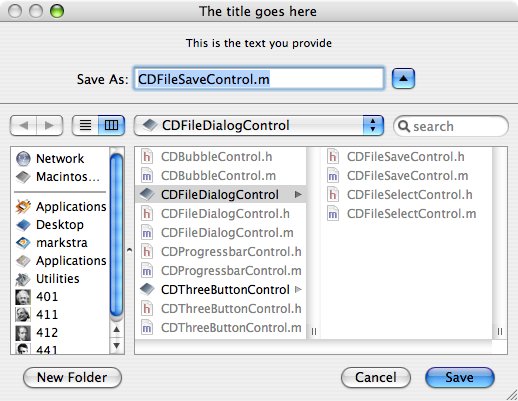 The title goes here
This is the text you provide
Save As: CDFileSaveControl.m
CDFileDialogControl
search
Network
Macintos...
Applications
Desktop
markstra
Applications
Utilities
401
411
412
441
CDBubbleControl.h
CDBubbleControl.m
CDFileDialogControl
CDFileDialogControl.h
CDFileDialogControl.m
CDProgressbarControl.h
CDProgressbarControl.m
CDThreeButtonControl
CDThreeButtonControl.h
CDThreeButtonControl.m
CDFileSaveControl.h
CDFileSaveControl.m
CDFileSelectControl.h
CDFileSelectControl.m
New Folder
Cancel
Save